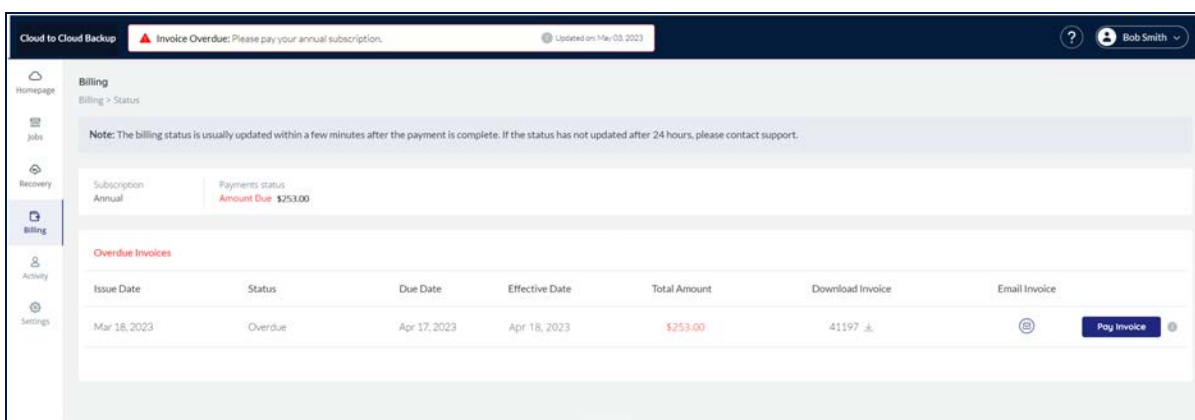 Cloud to Cloud Backup
Invoice Overdue: Please pay your annual subscription.
Updated on: May 03, 2023
Bob Smith
Homepage
Jobs
Recovery
Billing
Activity
Settings
Billing
Billing > Status
Note: The billing status is usually updated within a few minutes after the payment is complete. If the status has not updated after 24 hours, please contact support.
Subscription Payments status
Annual Amount Due $253.00
Overdue Invoices
Issue Date Status Due Date Effective Date Total Amount Download Invoice Email Invoice
Mar 18, 2023 Overdue Apr 17, 2023 Apr 18, 2023 $253.00 41197 Pay Invoice